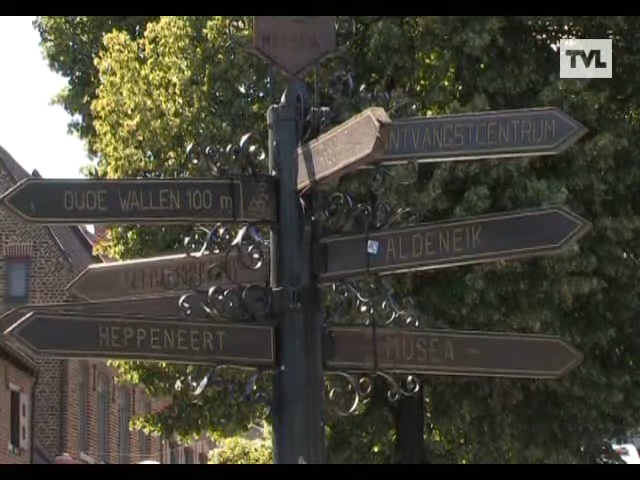 TVL
NTVANGSTCENTRUM
OUDE WALLEN 100 m
ALDENEIK
HEPPENEERT
MUSEA